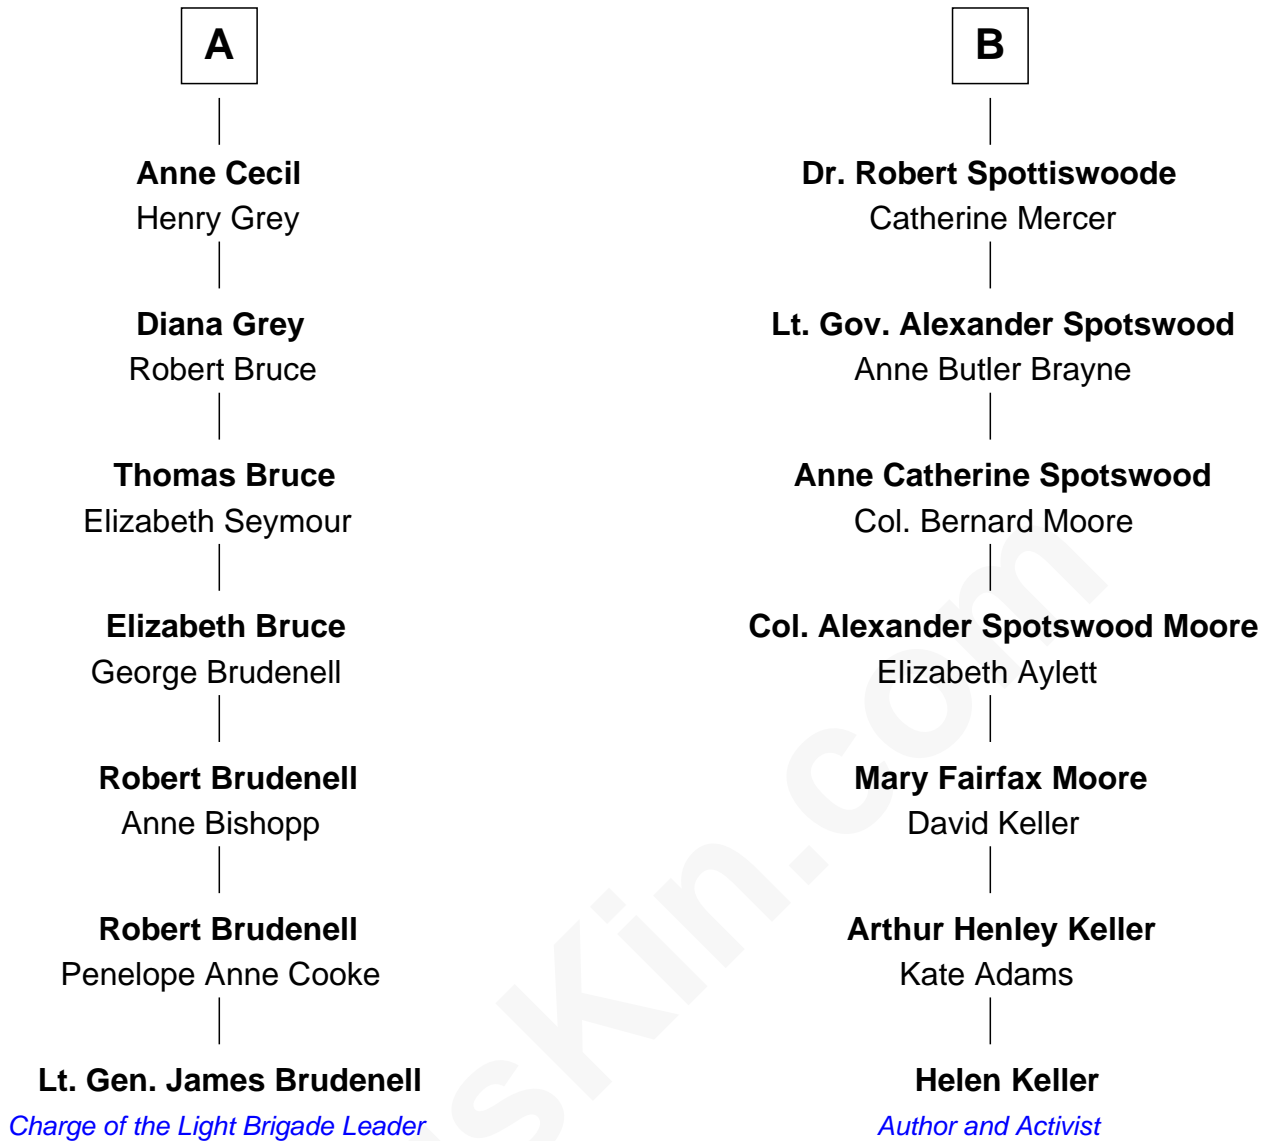 A
Anne Cecil
Henry Grey
Diana Grey
Robert Bruce
Thomas Bruce
Elizabeth Seymour
Elizabeth Bruce
George Brudenell
Robert Brudenell
Anne Bishopp
Robert Brudenell
Penelope Anne Cooke
Lt. Gen. James Brudenell
Charge of the Light Brigade Leader
B
Dr. Robert Spottiswoode
Catherine Mercer
Lt. Gov. Alexander Spotswood
Anne Butler Brayne
Anne Catherine Spotswood
Col. Bernard Moore
Col. Alexander Spotswood Moore
Elizabeth Aylett
Mary Fairfax Moore
David Keller
Arthur Henley Keller
Kate Adams
Helen Keller
Author and Activist